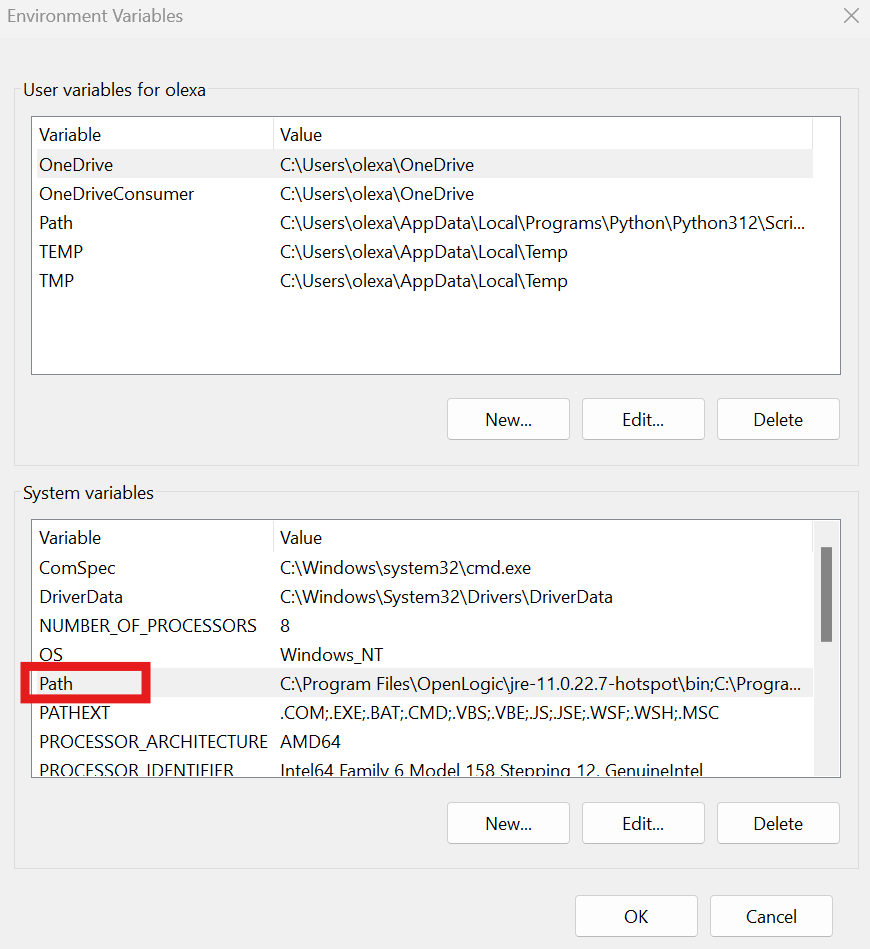 Environment Variables
User variables for olexa
Variable Value
OneDrive C:\Users\olexa\OneDrive
OneDriveConsumer C:\Users\olexa\OneDrive
Path C:\Users\olexa\AppData\Local\Programs\Python\Python312\Scri...
TEMP C:\Users\olexa\AppData\Local\Temp
TMP C:\Users\olexa\AppData\Local\Temp
New... Edit... Delete
System variables
Variable Value
ComSpec C:\Windows\system32\cmd.exe
DriverData C:\Windows\System32\Drivers\DriverData
NUMBER_OF_PROCESSORS 8
OS Windows_NT
Path C:\Program Files\OpenLogic\jre-11.0.22.7-hotspot\bin;C:\Progra...
PATHEXT .COM;.EXE;.BAT;.CMD;.VBS;.VBE;.JS;.JSE;.WSF;.WSH;.MSC
PROCESSOR_ARCHITECTURE AMD64
PROCESSOR_IDENTIFIER Intel64 Family 6 Model 158 Stepping 12, GenuineIntel
New... Edit... Delete
OK Cancel